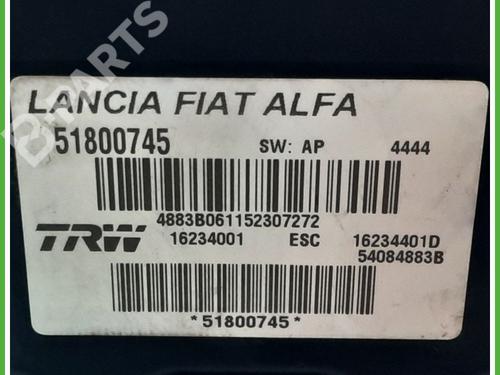 B-PARTS
LANCIA FIAT ALFA
51800745 SW: AP 4444
4883B061152307272
TRW 16234001 ESC 16234401D
54084883B
*51800745*